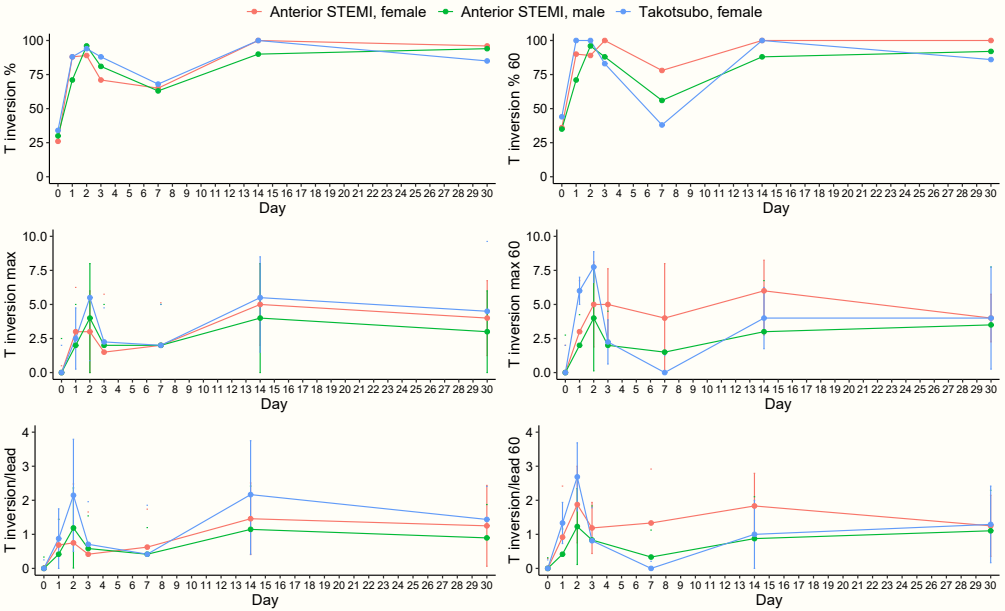 Anterior STEMI, female Anterior STEMI, male Takotsubo, female
T inversion %
100
75
50
25
0
0 1 2 3 4 5 6 7 8 9 10 11 12 13 14 15 16 17 18 19 20 21 22 23 24 25 26 27 28 29 30
Day
T inversion % 60
100
75
50
25
0
0 1 2 3 4 5 6 7 8 9 10 11 12 13 14 15 16 17 18 19 20 21 22 23 24 25 26 27 28 29 30
Day
T inversion max
10.0
7.5
5.0
2.5
0.0
0 1 2 3 4 5 6 7 8 9 10 11 12 13 14 15 16 17 18 19 20 21 22 23 24 25 26 27 28 29 30
Day
T inversion max 60
10.0
7.5
5.0
2.5
0.0
0 1 2 3 4 5 6 7 8 9 10 11 12 13 14 15 16 17 18 19 20 21 22 23 24 25 26 27 28 29 30
Day
T inversion/lead
4
3
2
1
0
0 1 2 3 4 5 6 7 8 9 10 11 12 13 14 15 16 17 18 19 20 21 22 23 24 25 26 27 28 29 30
Day
T inversion/lead 60
4
3
2
1
0
0 1 2 3 4 5 6 7 8 9 10 11 12 13 14 15 16 17 18 19 20 21 22 23 24 25 26 27 28 29 30
Day